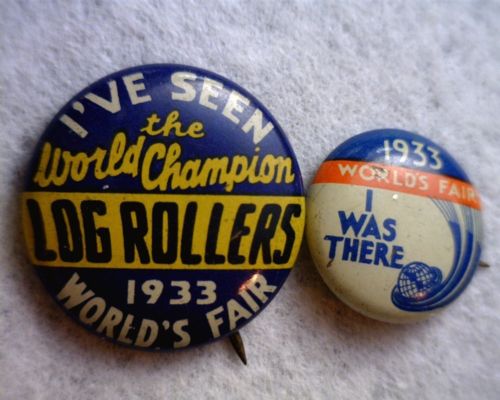 I'VE SEEN
the
World Champion
LOG ROLLERS
1933
WORLD'S FAIR
1933
WORLD'S FAIR
I
WAS
THERE